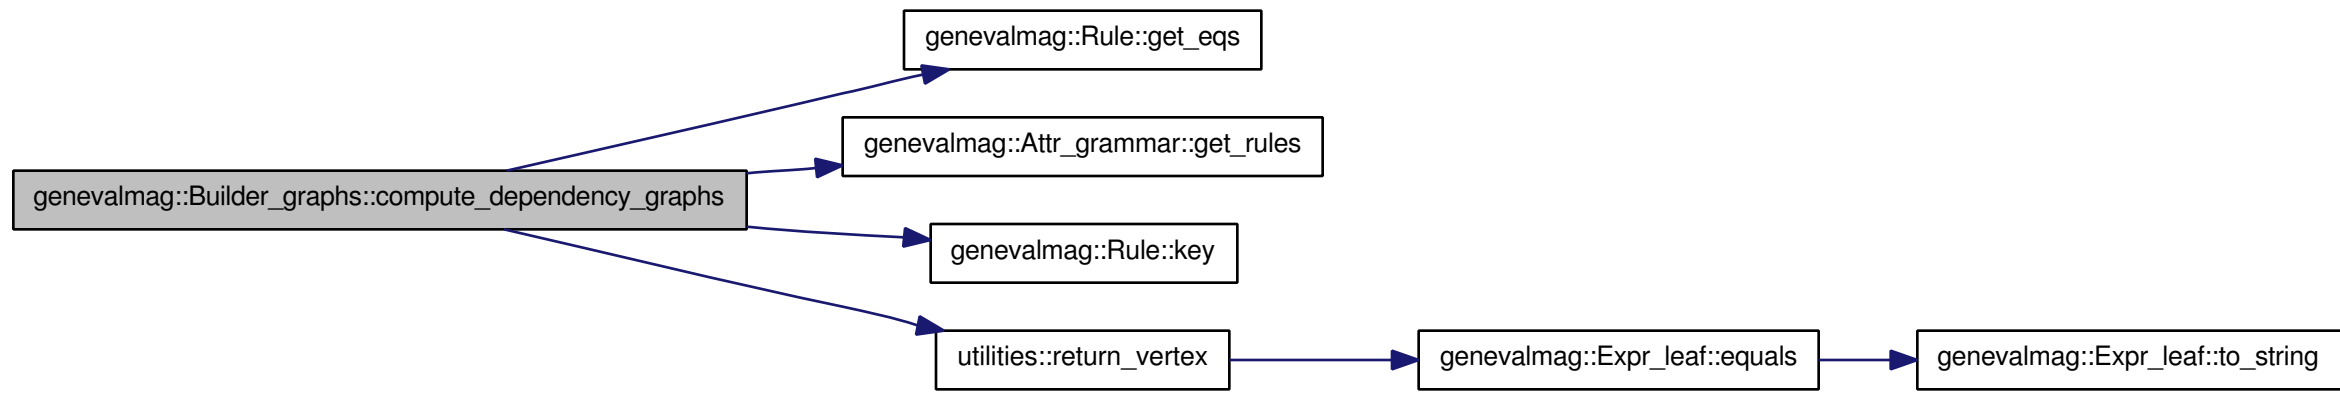 genevalmag::Rule::get_eqs
genevalmag::Attr_grammar::get_rules
genevalmag::Builder_graphs::compute_dependency_graphs
genevalmag::Rule::key
utilities::return_vertex
genevalmag::Expr_leaf::equals
genevalmag::Expr_leaf::to_string